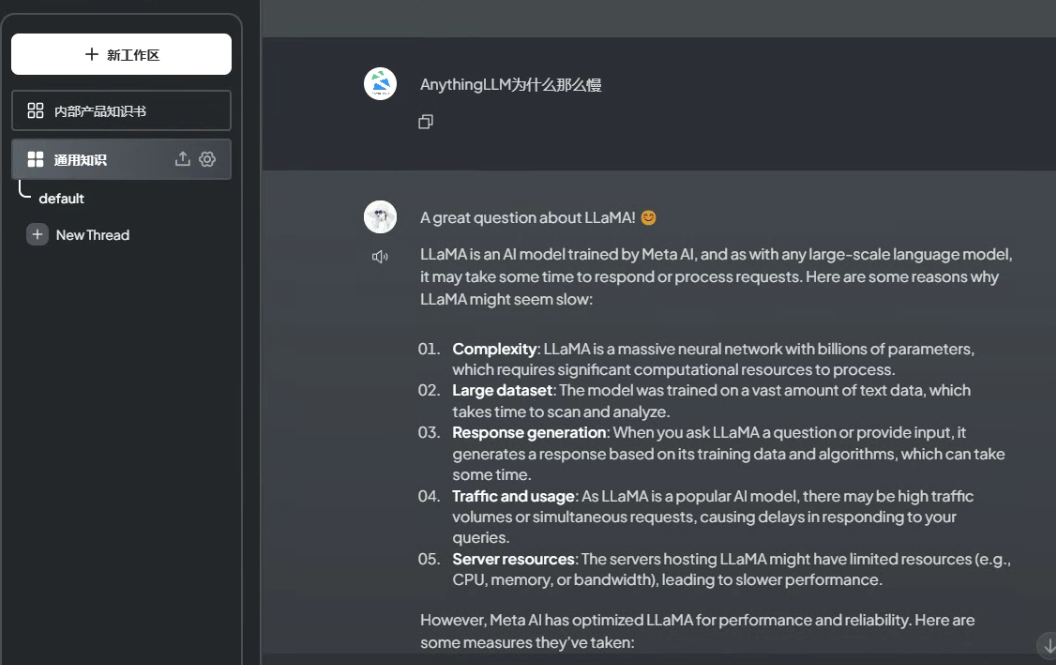 新工作区
内部产品知识书
通用知识
default
New Thread
AnythingLLM为什么那么慢
A great question about LLaMA! 😊
LLaMA is an AI model trained by Meta AI, and as with any large-scale language model,
it may take some time to respond or process requests. Here are some reasons why
LLaMA might seem slow:
01. Complexity: LLaMA is a massive neural network with billions of parameters,
which requires significant computational resources to process.
02. Large dataset: The model was trained on a vast amount of text data, which
takes time to scan and analyze.
03. Response generation: When you ask LLaMA a question or provide input, it
generates a response based on its training data and algorithms, which can take
some time.
04. Traffic and usage: As LLaMA is a popular AI model, there may be high traffic
volumes or simultaneous requests, causing delays in responding to your
queries.
05. Server resources: The servers hosting LLaMA might have limited resources (e.g.,
CPU, memory, or bandwidth), leading to slower performance.
However, Meta AI has optimized LLaMA for performance and reliability. Here are
some measures they've taken: